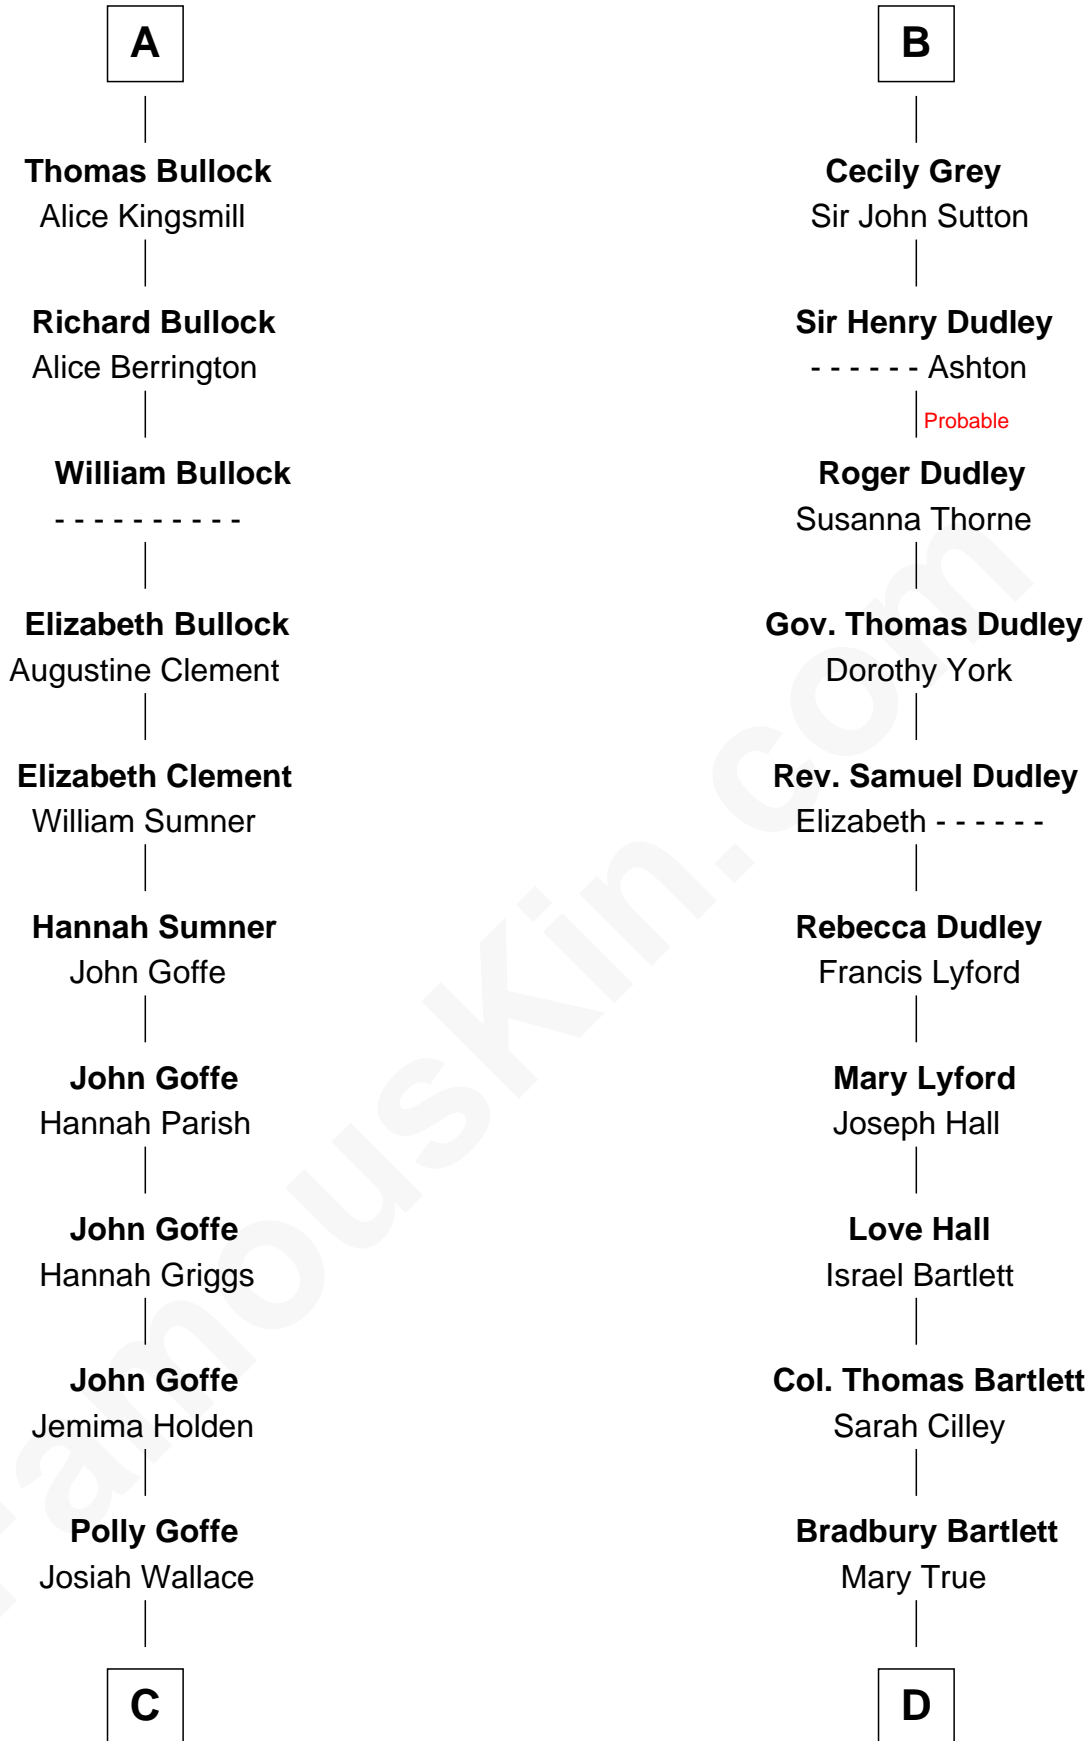 A
Thomas Bullock
Alice Kingsmill
Richard Bullock
Alice Berrington
William Bullock
- - - - - - - - - -
Elizabeth Bullock
Augustine Clement
Elizabeth Clement
William Sumner
Hannah Sumner
John Goffe
John Goffe
Hannah Parish
John Goffe
Hannah Griggs
John Goffe
Jemima Holden
Polly Goffe
Josiah Wallace
C
B
Cecily Grey
Sir John Sutton
Sir Henry Dudley
- - - - - - Ashton
Probable
Roger Dudley
Susanna Thorne
Gov. Thomas Dudley
Dorothy York
Rev. Samuel Dudley
Elizabeth - - - - - -
Rebecca Dudley
Francis Lyford
Mary Lyford
Joseph Hall
Love Hall
Israel Bartlett
Col. Thomas Bartlett
Sarah Cilley
Bradbury Bartlett
Mary True
D
FamousKin.com